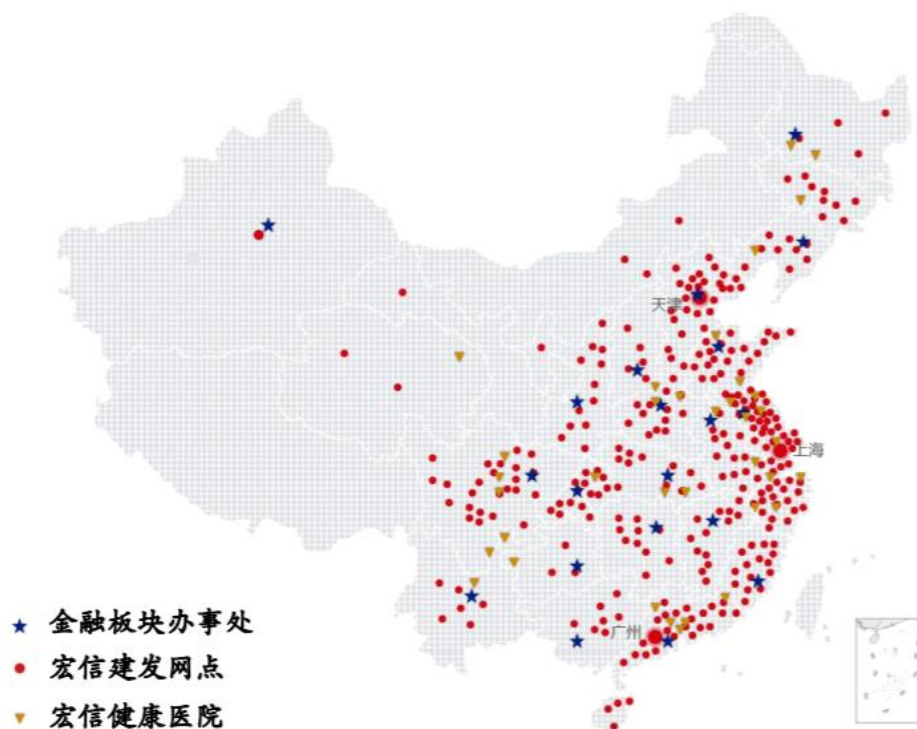 天津
上海
广州
金融板块办事处
宏信建发网点
宏信健康医院